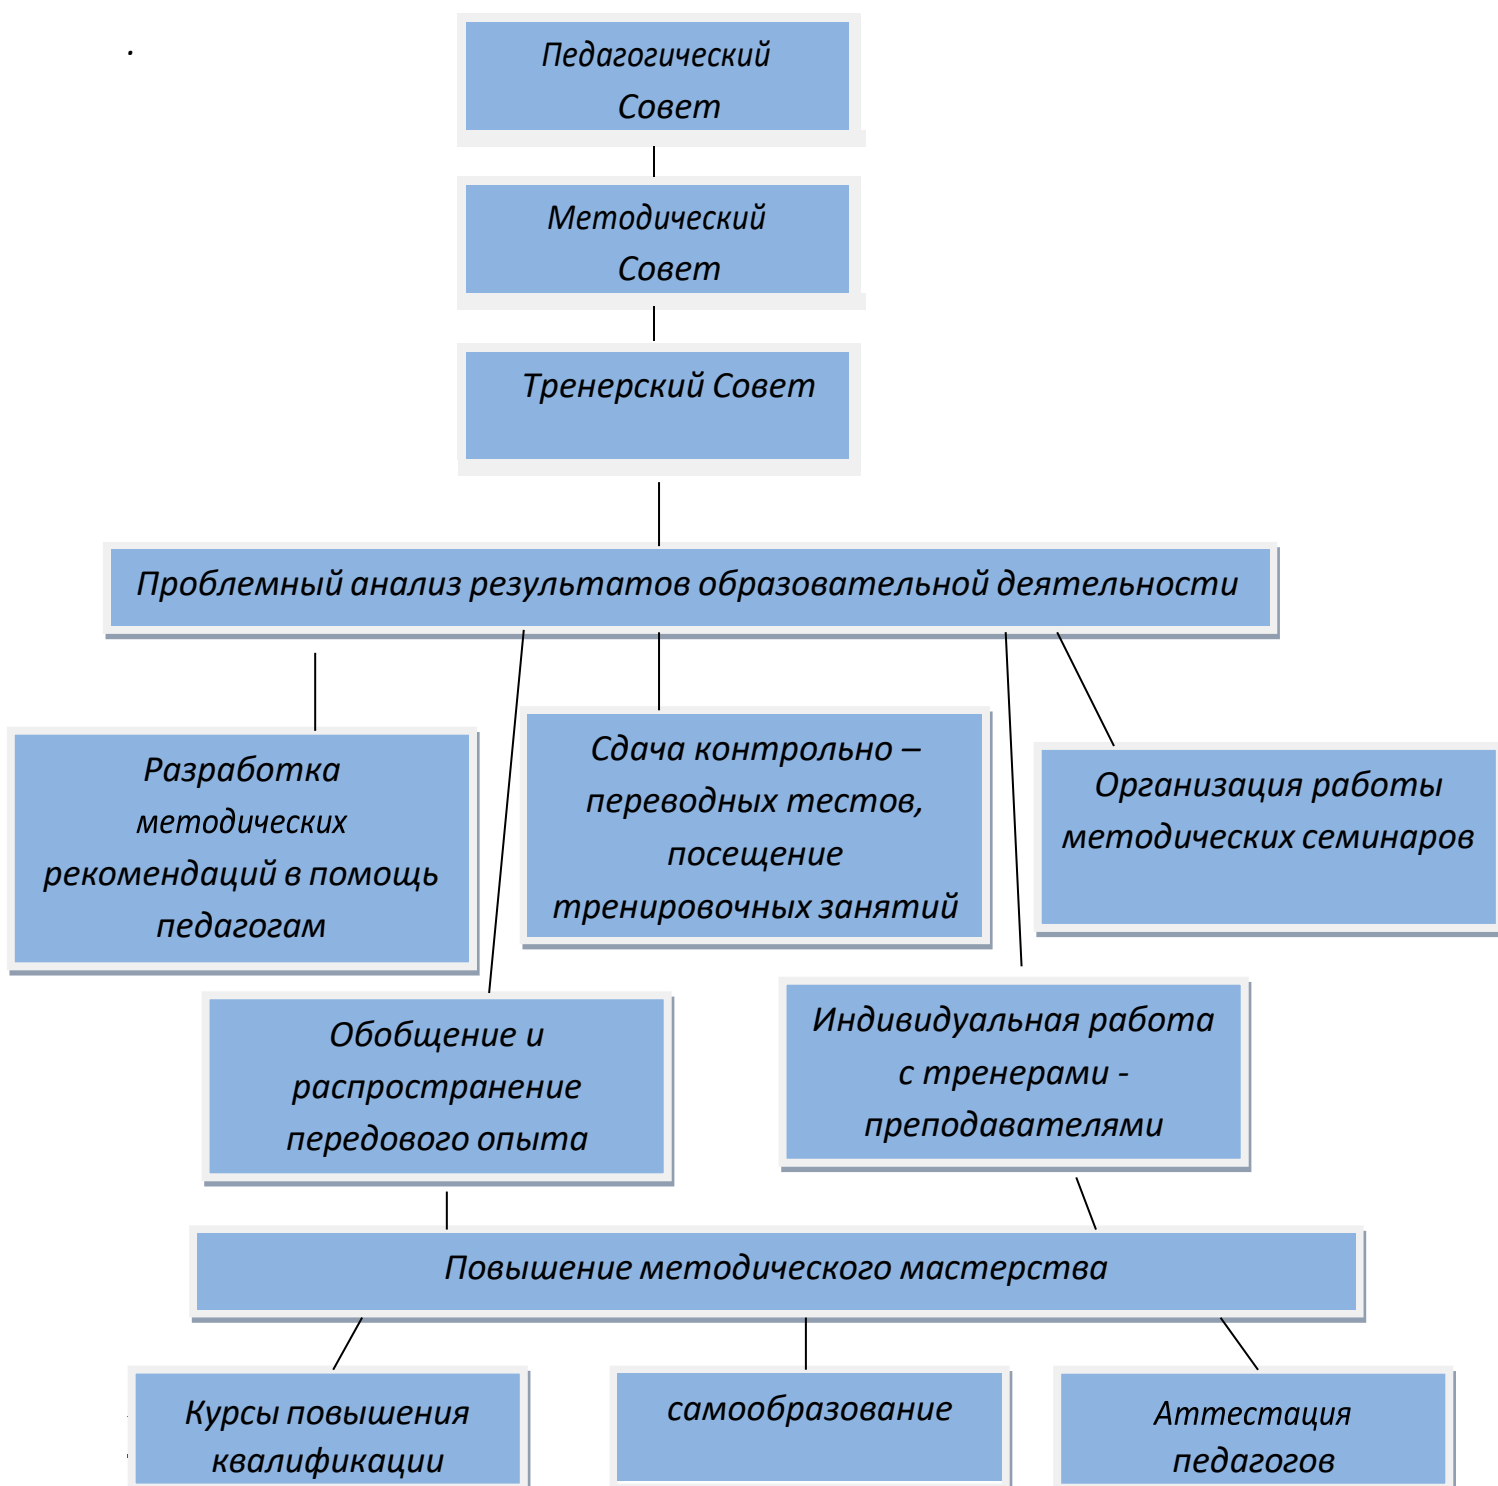 .
Педагогический
Совет
Методический
Совет
Тренерский Совет
Проблемный анализ результатов образовательной деятельности
Разработка
методических
рекомендаций в помощь
педагогам
Сдача контрольно –
переводных тестов,
посещение
тренировочных занятий
Организация работы
методических семинаров
Обобщение и
распространение
передового опыта
Индивидуальная работа
с тренерами -
преподавателями
Повышение методического мастерства
Курсы повышения
квалификации
самообразование
Аттестация
педагогов